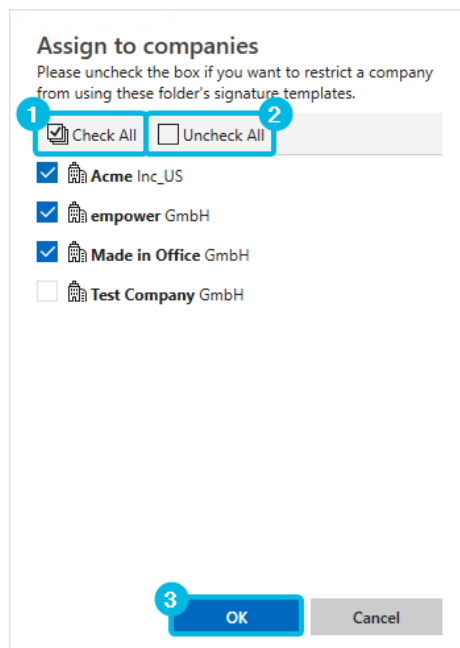 Assign to companies
Please uncheck the box if you want to restrict a company
from using these folder's signature templates.
1
2
Check All
Uncheck All
Acme Inc_US
empower GmbH
Made in Office GmbH
Test Company GmbH
3
OK
Cancel